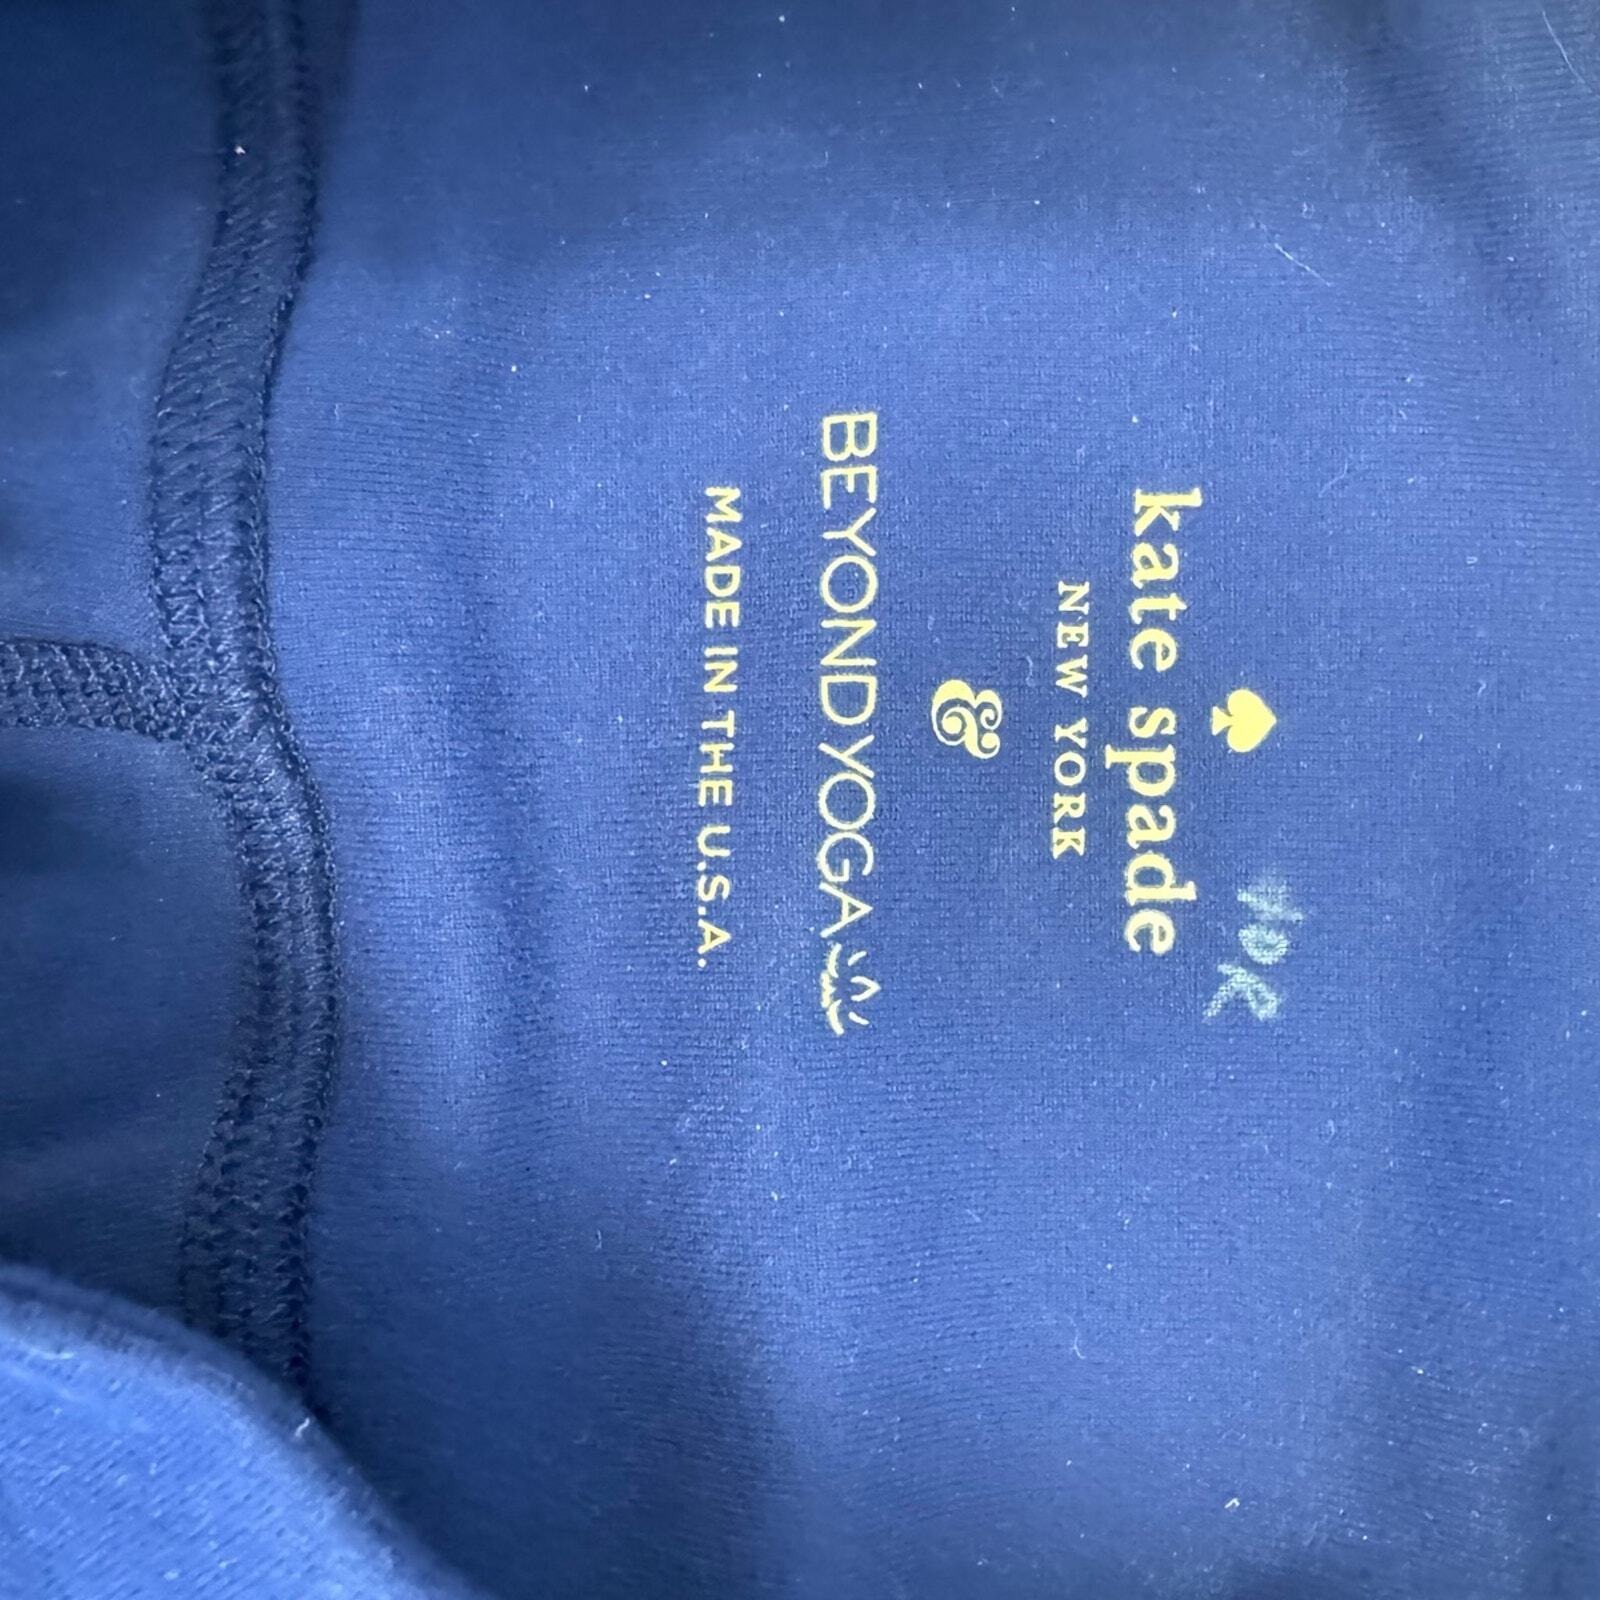 kate spade
NEW YORK
&
BEYOND YOGA
MADE IN THE U.S.A.